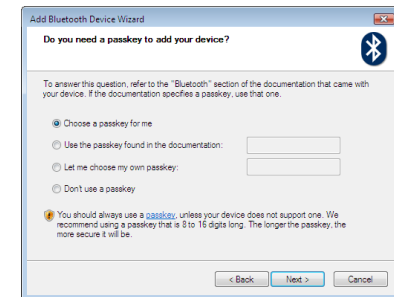 Add Bluetooth Device Wizard
Do you need a passkey to add your device?
To answer this question, refer to the "Bluetooth" section of the documentation that came with
your device. If the documentation specifies a passkey, use that one.
Choose a passkey for me
Use the passkey found in the documentation:
Let me choose my own passkey:
Don't use a passkey
You should always use a passkey, unless your device does not support one. We
recommend using a passkey that is 8 to 16 digits long. The longer the passkey, the
more secure it will be.
< Back Next > Cancel